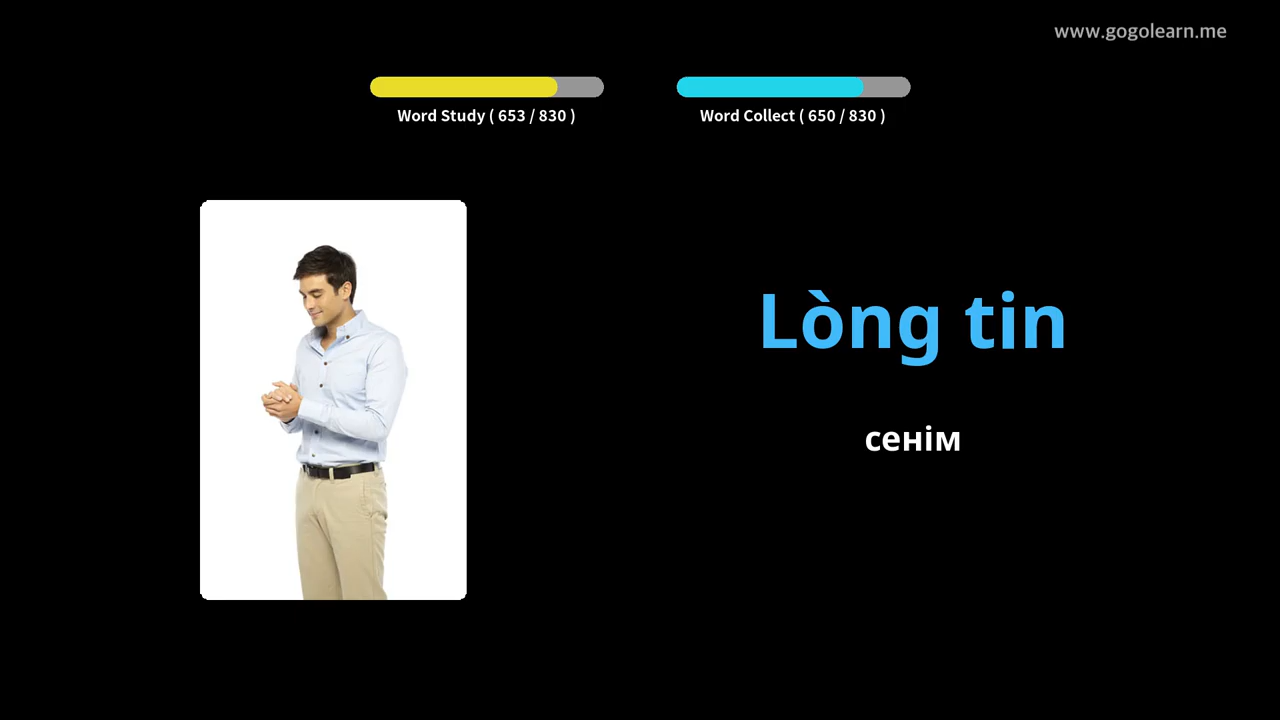 www.gogolearn.me
Word Study ( 653 / 830 )
Word Collect ( 650 / 830 )
Lòng tin
сенім